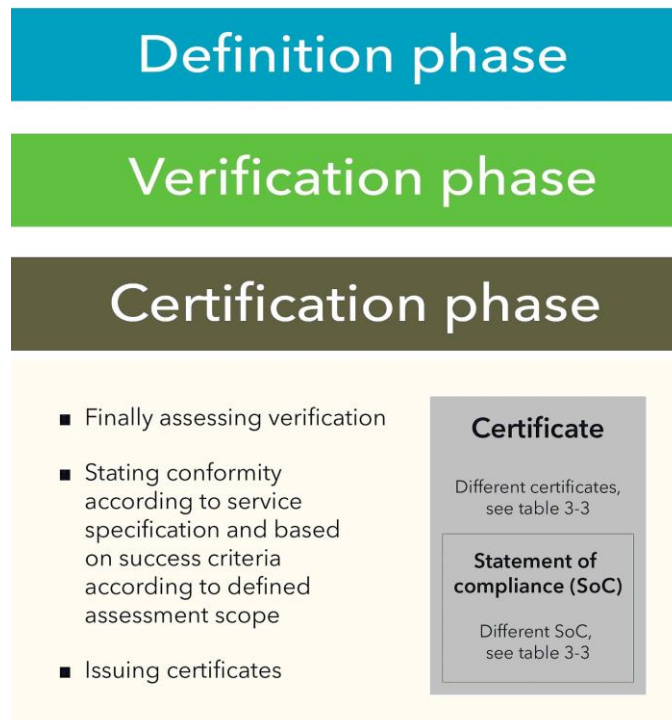 Definition phase
Verification phase
Certification phase
▪ Finally assessing verification
▪ Stating conformity
according to service
specification and based
on success criteria
according to defined
assessment scope
▪ Issuing certificates
Certificate
Different certificates,
see table 3-3
Statement of
compliance (SoC)
Different SoC,
see table 3-3